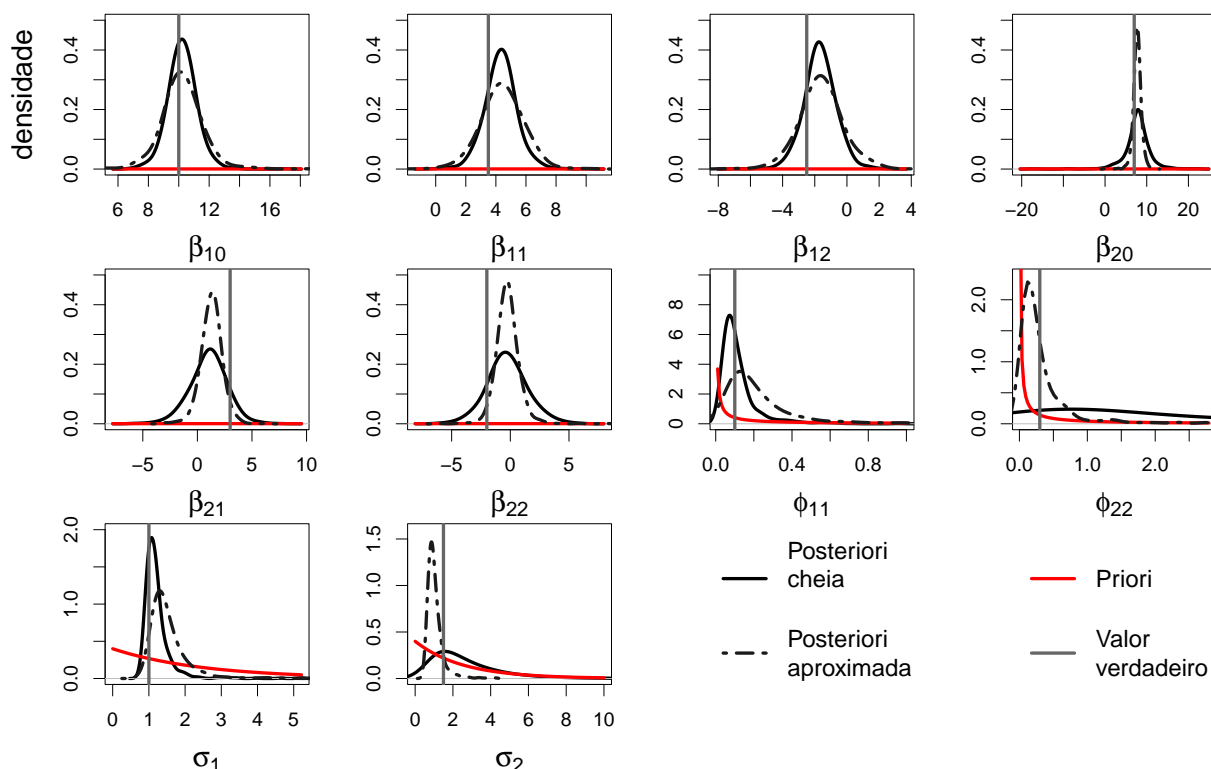 densidade
0.0 0.2 0.4
6 8 12 16
β10
0.0 0.2 0.4
0 2 4 6 8
β11
0.0 0.2 0.4
−8 −4 0 2 4
β12
0.0 0.2 0.4
−20 0 10 20
β20
0.0 0.2 0.4
−5 0 5 10
β21
0.0 0.2 0.4
−5 0 5
β22
0 2 4 6 8
0.0 0.4 0.8
ϕ11
0.0 1.0 2.0
0.0 1.0 2.0
ϕ22
0.0 1.0 2.0
0 1 2 3 4 5
σ1
0.0 0.5 1.0 1.5
0 2 4 6 8 10
σ2
Posteriori
cheia
Priori
Posteriori
aproximada
Valor
verdadeiro